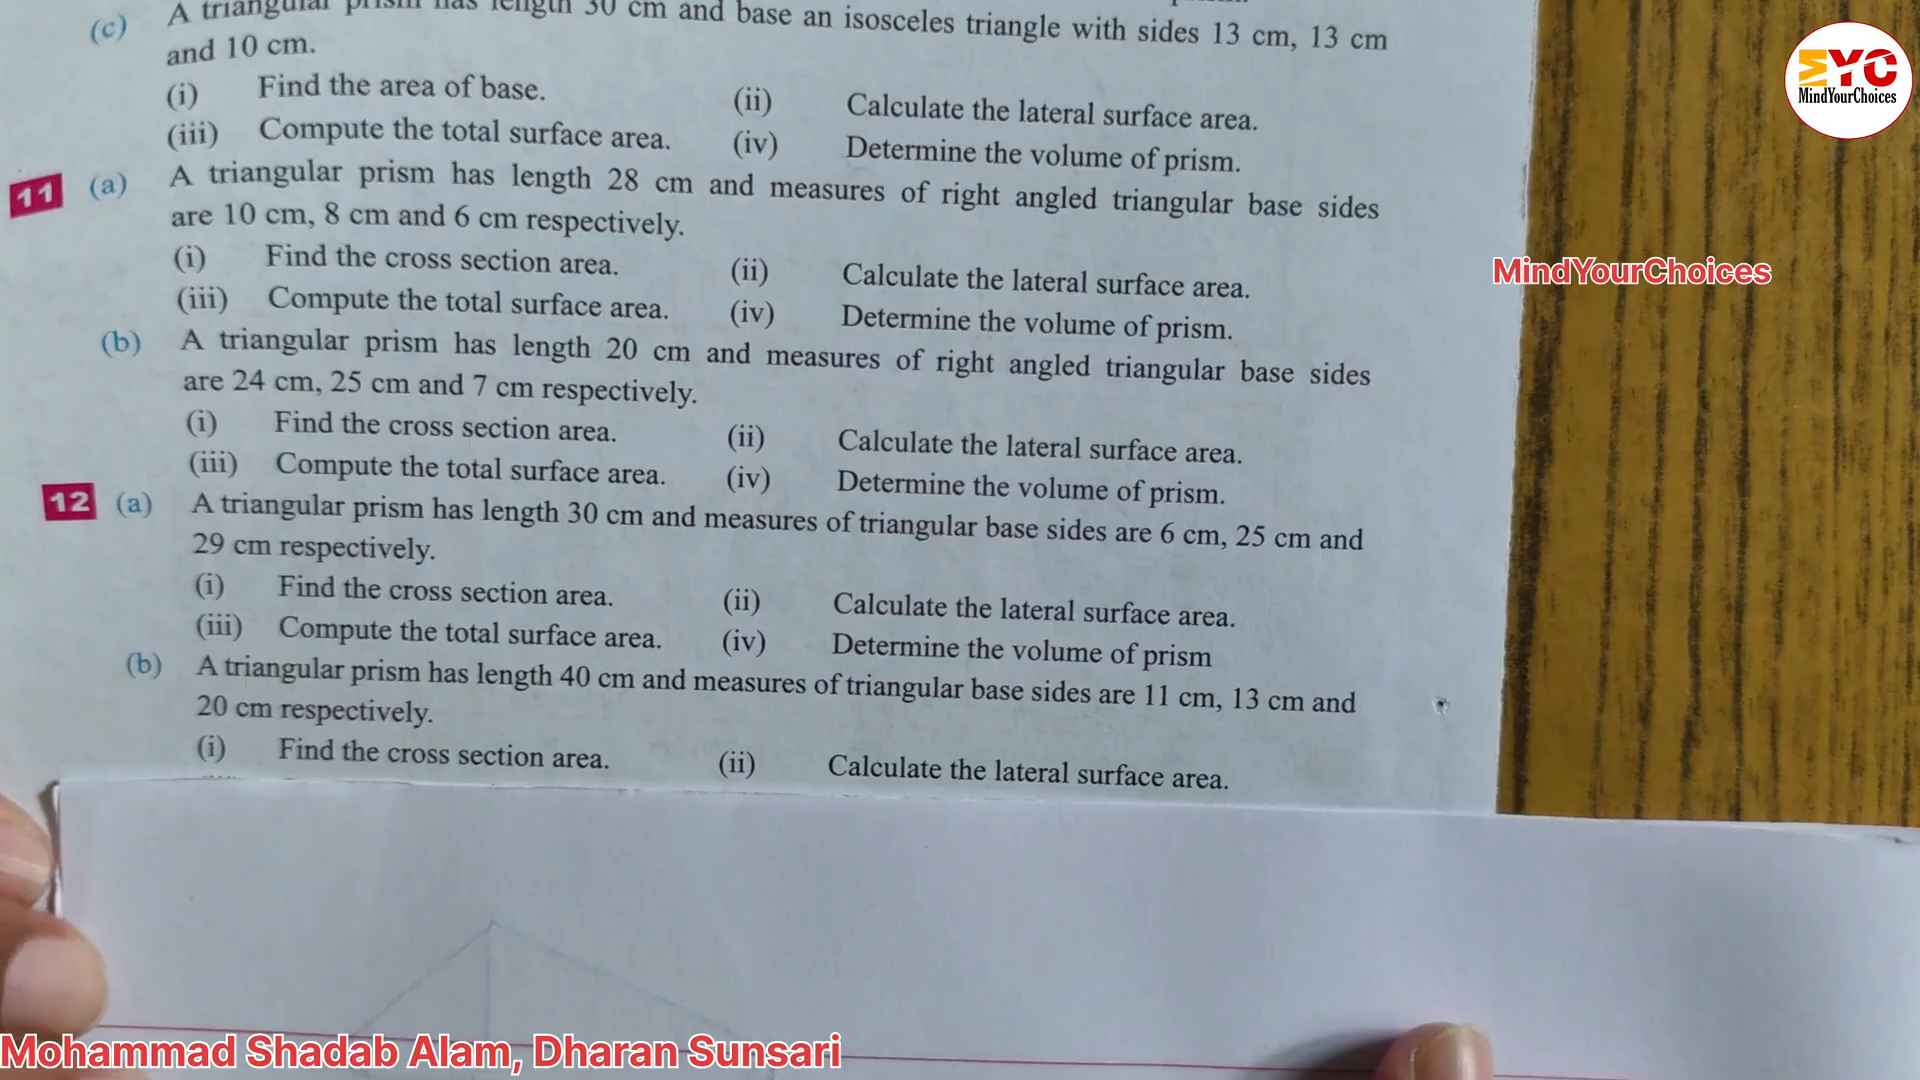 (c) A triangular prism has length 30 cm and base an isosceles triangle with sides 13 cm, 13 cm
and 10 cm.
(i) Find the area of base. (ii) Calculate the lateral surface area.
(iii) Compute the total surface area. (iv) Determine the volume of prism.
11 (a) A triangular prism has length 28 cm and measures of right angled triangular base sides
are 10 cm, 8 cm and 6 cm respectively.
(i) Find the cross section area. (ii) Calculate the lateral surface area.
(iii) Compute the total surface area. (iv) Determine the volume of prism.
(b) A triangular prism has length 20 cm and measures of right angled triangular base sides
are 24 cm, 25 cm and 7 cm respectively.
(i) Find the cross section area. (ii) Calculate the lateral surface area.
(iii) Compute the total surface area. (iv) Determine the volume of prism.
12 (a) A triangular prism has length 30 cm and measures of triangular base sides are 6 cm, 25 cm and
29 cm respectively.
(i) Find the cross section area. (ii) Calculate the lateral surface area.
(iii) Compute the total surface area. (iv) Determine the volume of prism
(b) A triangular prism has length 40 cm and measures of triangular base sides are 11 cm, 13 cm and
20 cm respectively.
(i) Find the cross section area. (ii) Calculate the lateral surface area.
MYC
MindYourChoices
MindYourChoices
Mohammad Shadab Alam, Dharan Sunsari